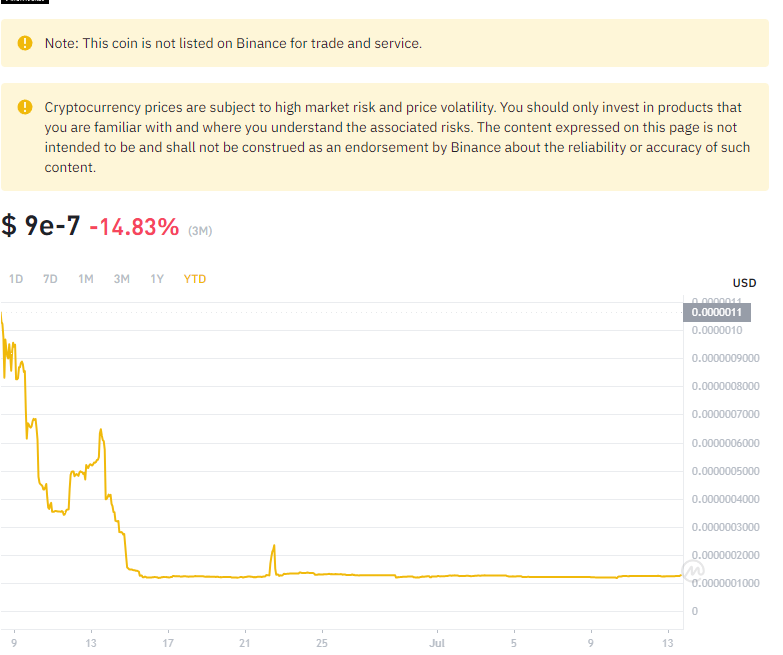 Note: This coin is not listed on Binance for trade and service.
Cryptocurrency prices are subject to high market risk and price volatility. You should only invest in products that
you are familiar with and where you understand the associated risks. The content expressed on this page is not
intended to be and shall not be construed as an endorsement by Binance about the reliability or accuracy of such
content.
$ 9e-7 -14.83% (3M)
1D 7D 1M 3M 1Y YTD
USD
0.0000011
0.0000011
0.0000010
0.0000009000
0.0000008000
0.0000007000
0.0000006000
0.0000005000
0.0000004000
0.0000003000
0.0000002000
0.0000001000
0
9 13 17 21 25 Jul 5 9 13